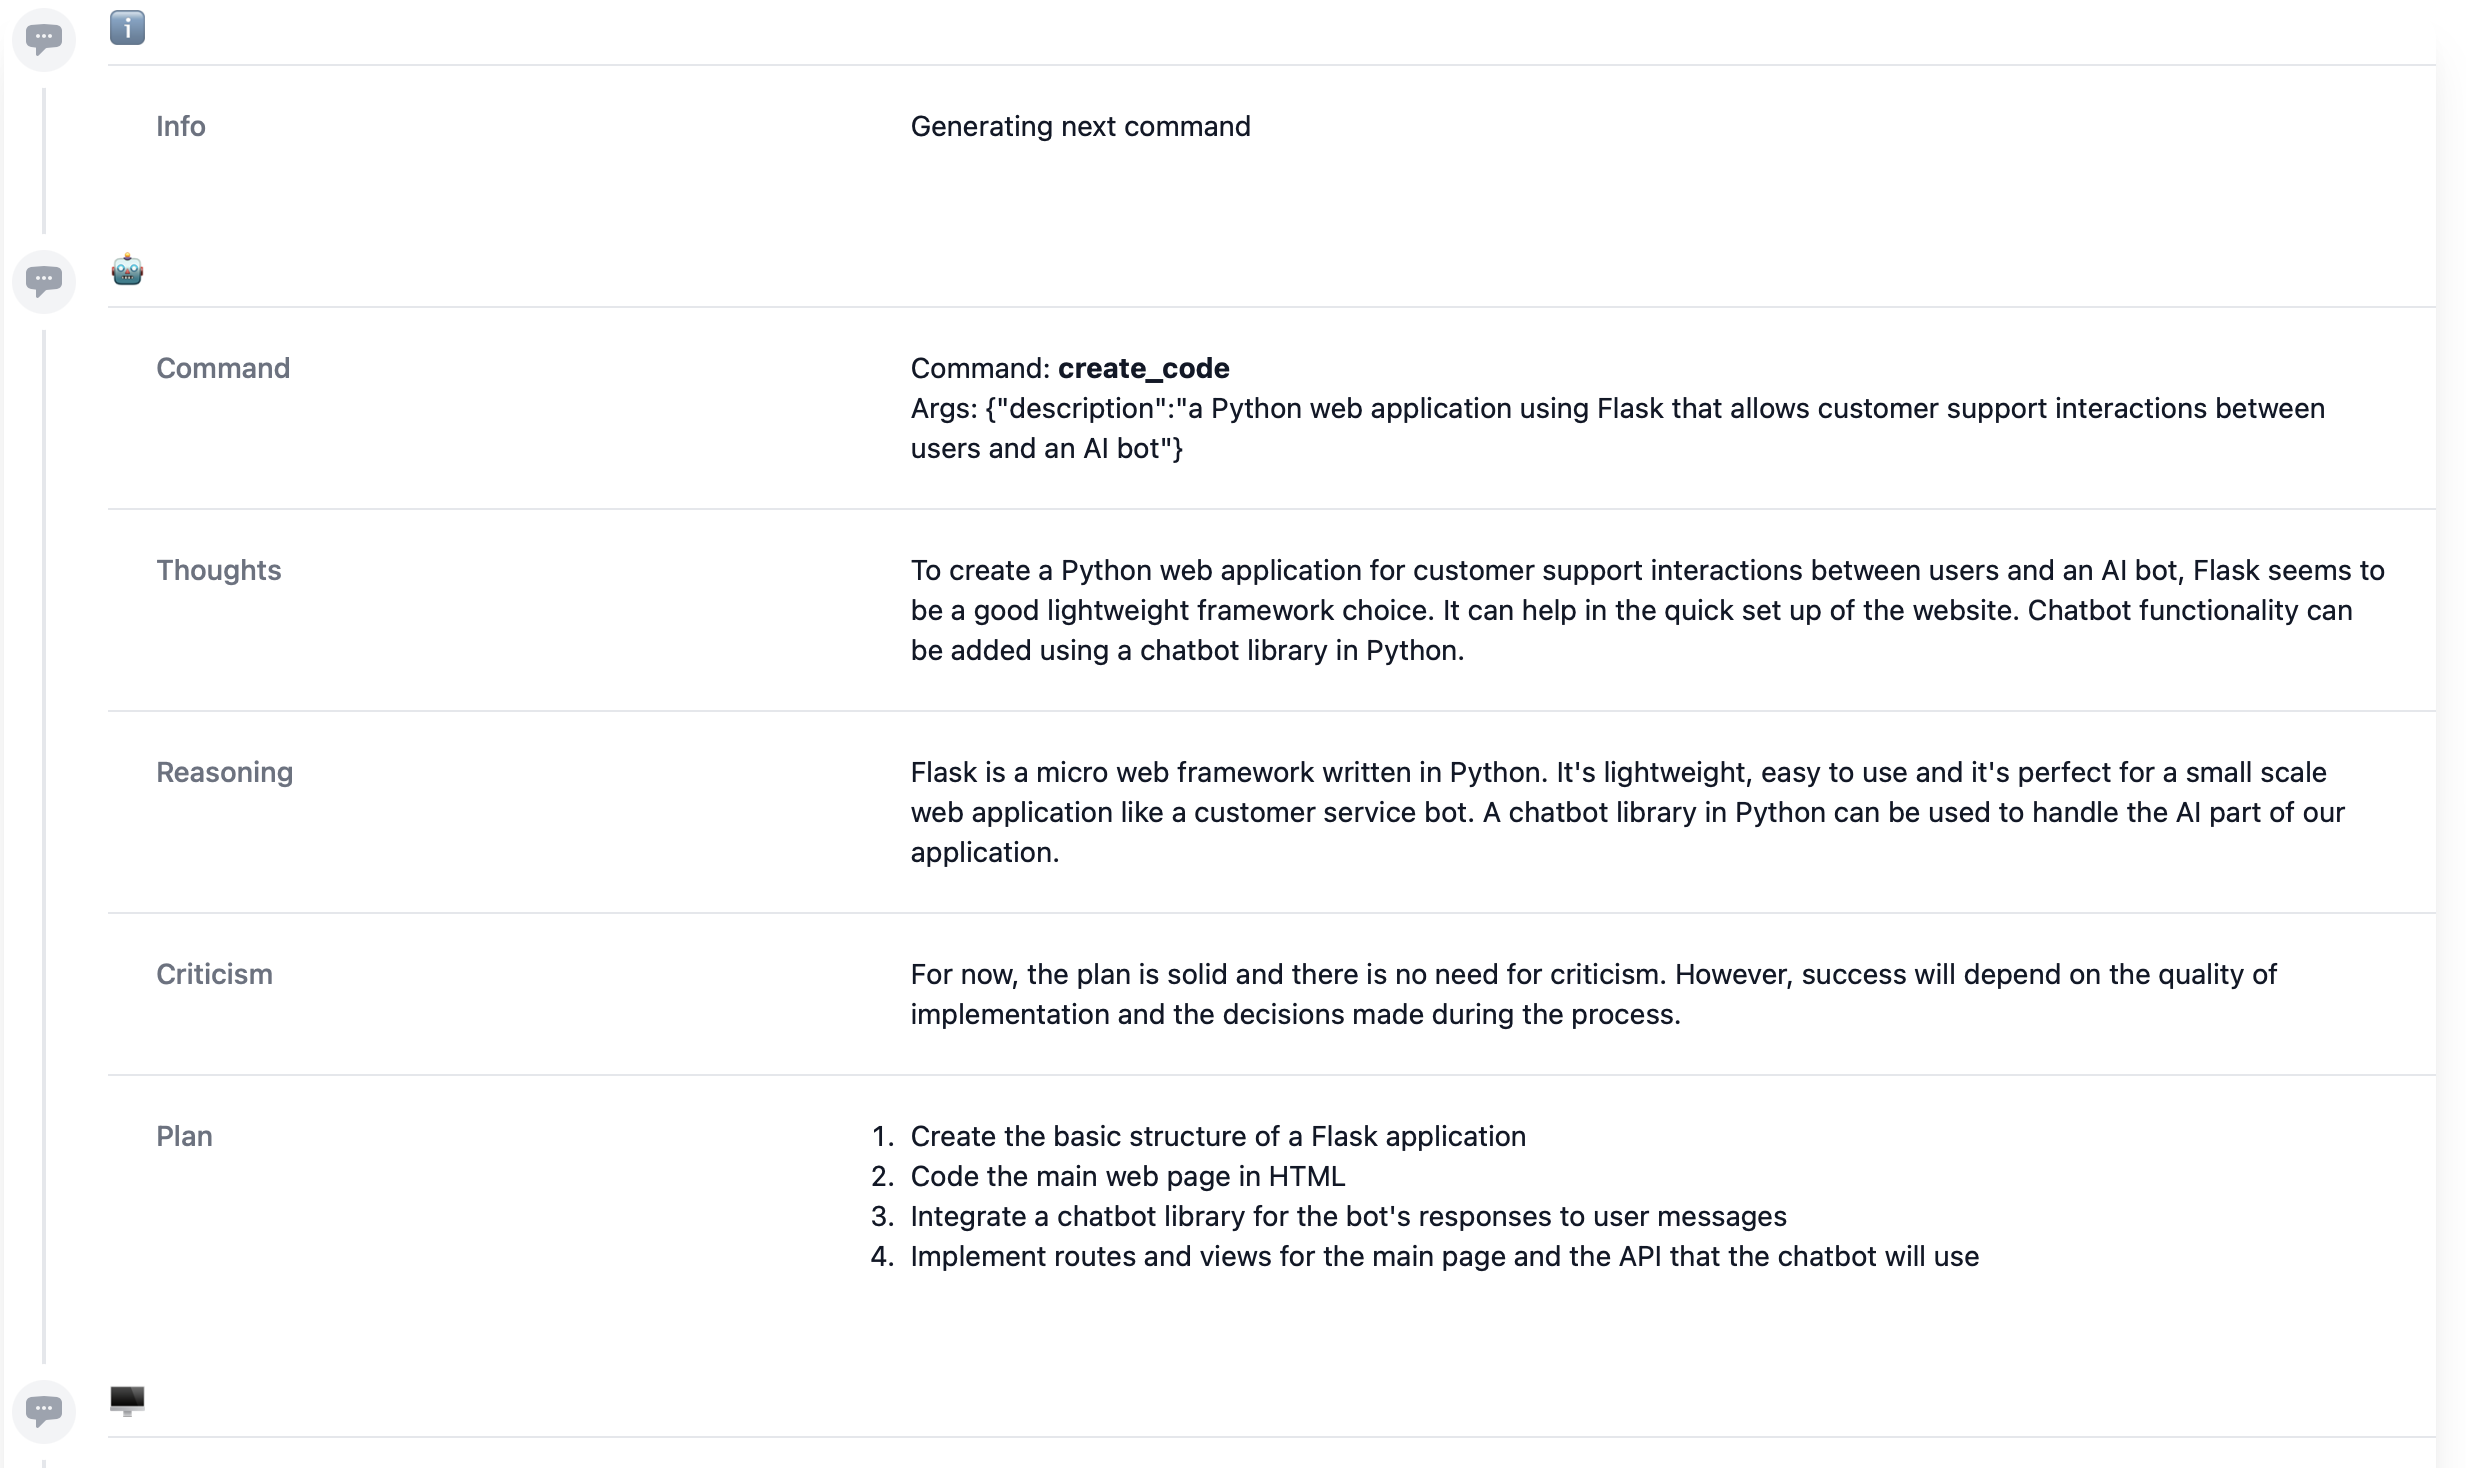 Info
Generating next command
Command
Command: create_code
Args: {"description":"a Python web application using Flask that allows customer support interactions between
users and an AI bot"}
Thoughts
To create a Python web application for customer support interactions between users and an AI bot, Flask seems to
be a good lightweight framework choice. It can help in the quick set up of the website. Chatbot functionality can
be added using a chatbot library in Python.
Reasoning
Flask is a micro web framework written in Python. It's lightweight, easy to use and it's perfect for a small scale
web application like a customer service bot. A chatbot library in Python can be used to handle the AI part of our
application.
Criticism
For now, the plan is solid and there is no need for criticism. However, success will depend on the quality of
implementation and the decisions made during the process.
Plan
1. Create the basic structure of a Flask application
2. Code the main web page in HTML
3. Integrate a chatbot library for the bot's responses to user messages
4. Implement routes and views for the main page and the API that the chatbot will use